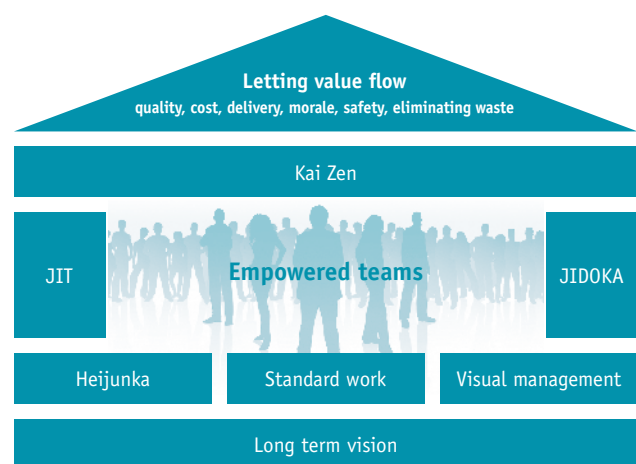 Letting value flow
quality, cost, delivery, morale, safety, eliminating waste
Kai Zen
JIT
Empowered teams
JIDOKA
Heijunka
Standard work
Visual management
Long term vision